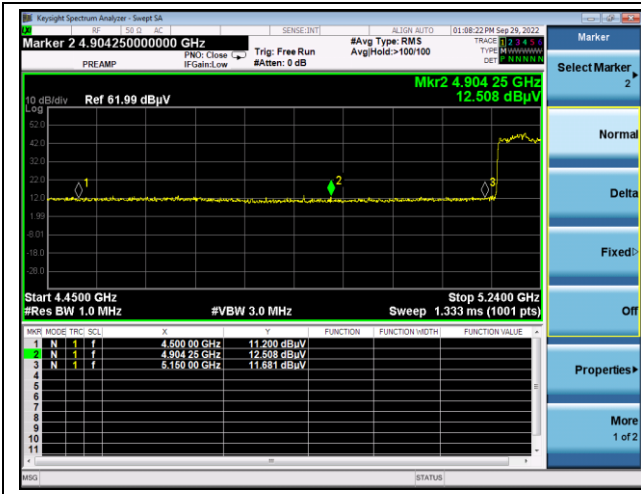 Keysight Spectrum Analyzer - Swept SA
RF 50 Ω AC SENSE:INT ALIGN AUTO 01:08:22 PM Sep 29, 2022
Marker 2 4.904250000000 GHz
PREAMP
PNO: Close
IFGain:Low
Trig: Free Run
#Atten: 0 dB
#Avg Type: RMS
Avg|Hold:>100/100
TRACE 1 2 3 4 5 6
TYPE M WWWWW
DET P N N N N N
Mkr2 4.904 25 GHz
12.508 dBµV
10 dB/div
Log
Ref 61.99 dBµV
52.0
42.0
32.0
22.0
12.0
1.99
-8.01
-18.0
-28.0
1
2
3
Start 4.4500 GHz
Stop 5.2400 GHz
#Res BW 1.0 MHz #VBW 3.0 MHz Sweep 1.333 ms (1001 pts)
MKR MODE TRC SCL X Y FUNCTION FUNCTION WIDTH FUNCTION VALUE
1 N 1 f 4.500 00 GHz 11.200 dBµV
2 N 1 f 4.904 25 GHz 12.508 dBµV
3 N 1 f 5.150 00 GHz 11.681 dBµV
4
5
6
7
8
9
10
11
MSG STATUS
Marker
Select Marker
2
Normal
Delta
Fixed
Off
Properties
More
1 of 2